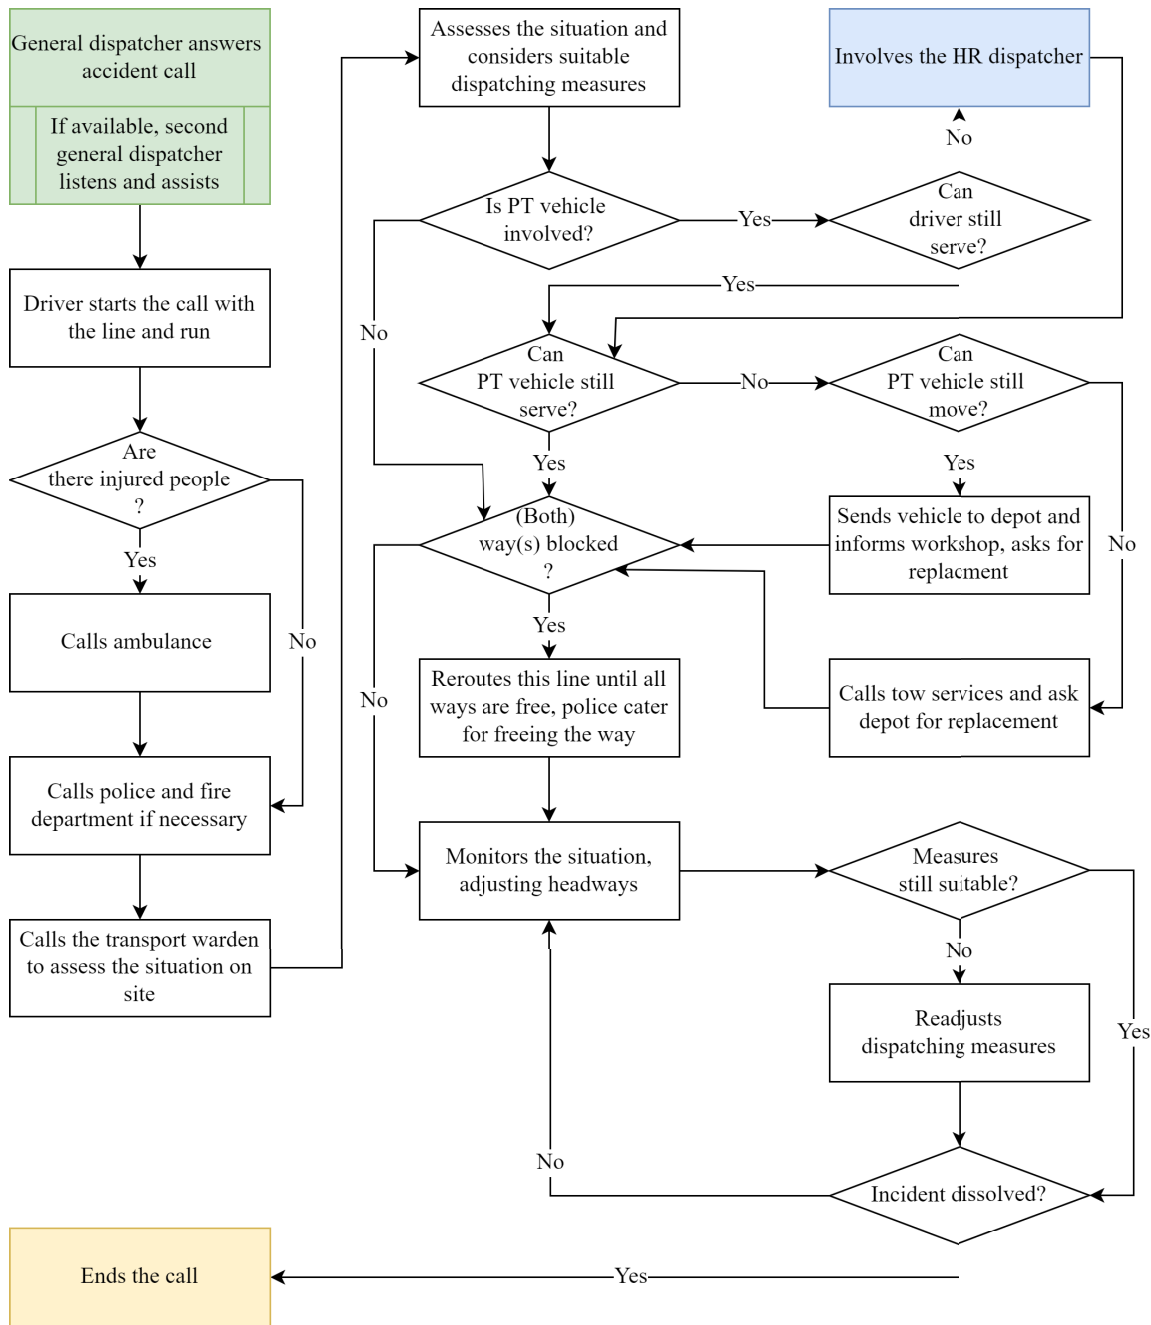 General dispatcher answers
accident call
If available, second
general dispatcher
listens and assists
Driver starts the call with
the line and run
Are
there injured people
?
Yes
No
Calls ambulance
Calls police and fire
department if necessary
Calls the transport warden
to assess the situation on
site
Assesses the situation and
considers suitable
dispatching measures
Is PT vehicle
involved?
Yes
No
Can
driver still
serve?
No
Involves the HR dispatcher
Yes
Can
PT vehicle still
serve?
No
Yes
Can
PT vehicle still
move?
Yes
No
Sends vehicle to depot and
informs workshop, asks for
replacment
Calls tow services and ask
depot for replacement
(Both)
way(s) blocked
?
Yes
No
Reroutes this line until all
ways are free, police cater
for freeing the way
Monitors the situation,
adjusting headways
Measures
still suitable?
No
Yes
Readjusts
dispatching measures
Incident dissolved?
No
Yes
Ends the call